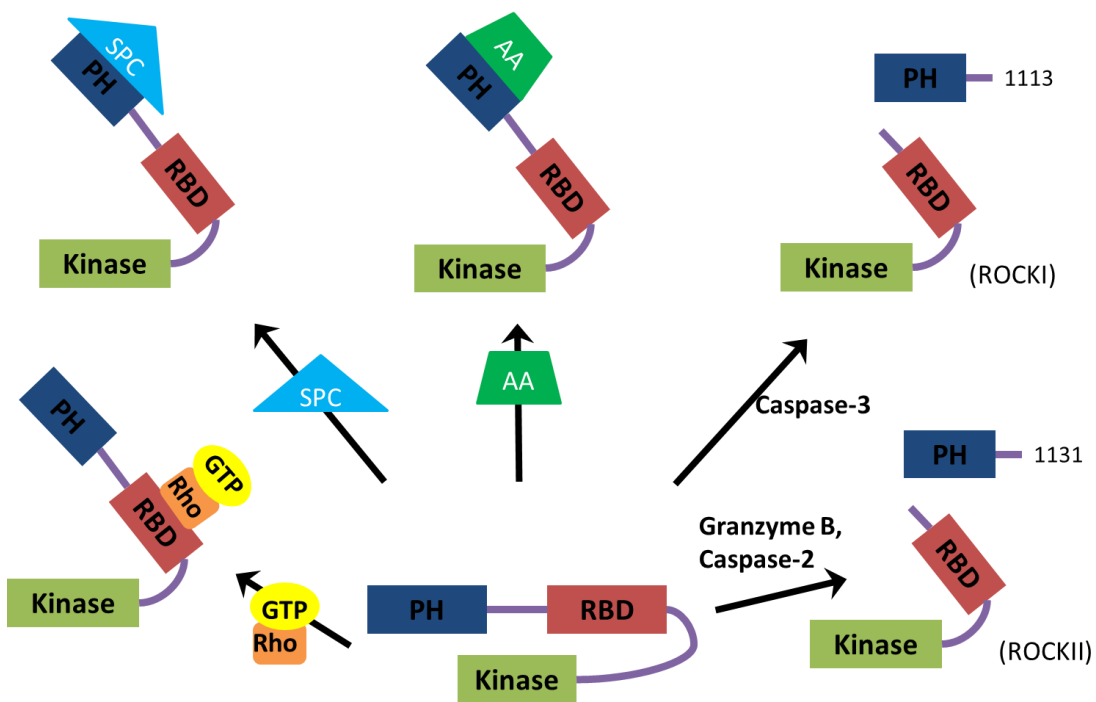 SPC
PH
RBD
Kinase
AA
PH
RBD
Kinase
PH
1113
RBD
Kinase
(ROCKI)
SPC
AA
Caspase-3
PH
RBD
Rho
GTP
Kinase
GTP
Rho
PH
RBD
Kinase
Granzyme B,
Caspase-2
PH
1131
RBD
Kinase
(ROCKII)